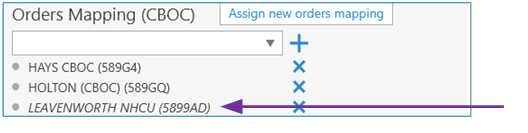 Orders Mapping (CBOC) Assign new orders mapping
HAYS CBOC (589G4)
HOLTON (CBOC) (589GQ)
LEAVENWORTH NHCU (5899AD)